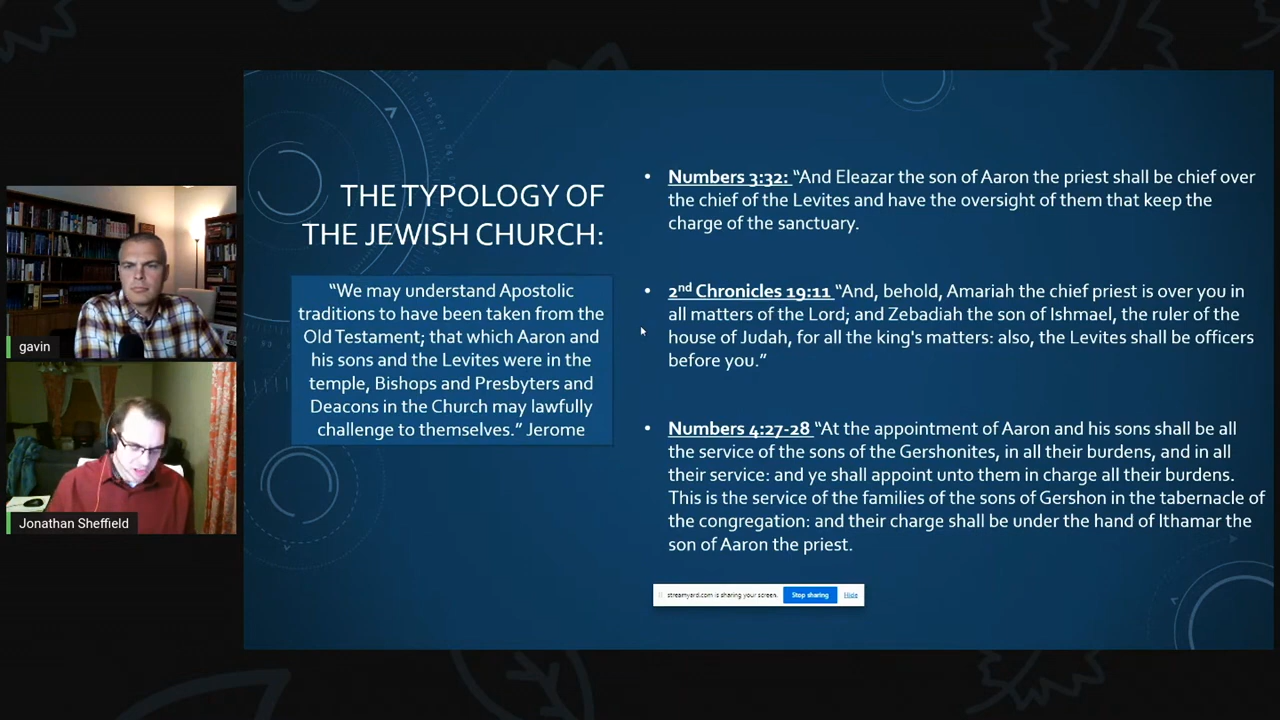 THE TYPOLOGY OF
THE JEWISH CHURCH:
“We may understand Apostolic
traditions to have been taken from the
Old Testament; that which Aaron and
his sons and the Levites were in the
temple, Bishops and Presbyters and
Deacons in the Church may lawfully
challenge to themselves.” Jerome
• Numbers 3:32: “And Eleazar the son of Aaron the priest shall be chief over
the chief of the Levites and have the oversight of them that keep the
charge of the sanctuary.
• 2nd Chronicles 19:11 “And, behold, Amariah the chief priest is over you in
all matters of the Lord; and Zebadiah the son of Ishmael, the ruler of the
house of Judah, for all the king's matters: also, the Levites shall be officers
before you.”
• Numbers 4:27-28 “At the appointment of Aaron and his sons shall be all
the service of the sons of the Gershonites, in all their burdens, and in all
their service: and ye shall appoint unto them in charge all their burdens.
This is the service of the families of the sons of Gershon in the tabernacle of
the congregation: and their charge shall be under the hand of Ithamar the
son of Aaron the priest.
streamyard.com is sharing your screen. Stop sharing Hide
gavin
Jonathan Sheffield